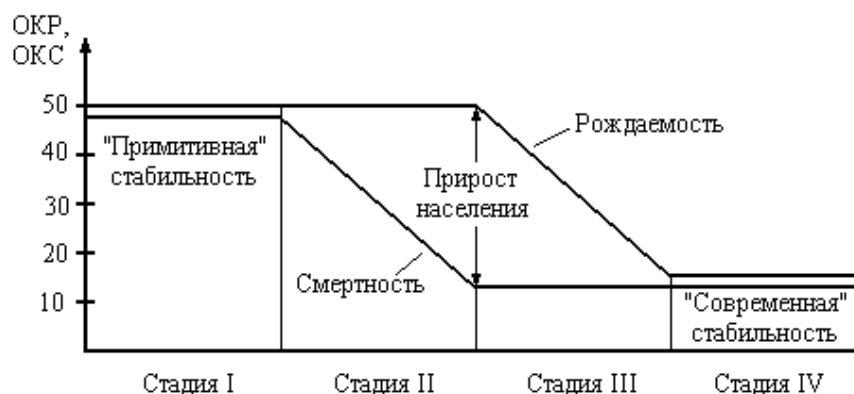 ОКР,
ОКС
50
40
30
20
10
"Примитивная"
стабильность
Прирост
населения
Рождаемость
Смертность
"Современная"
стабильность
Стадия I
Стадия II
Стадия III
Стадия IV